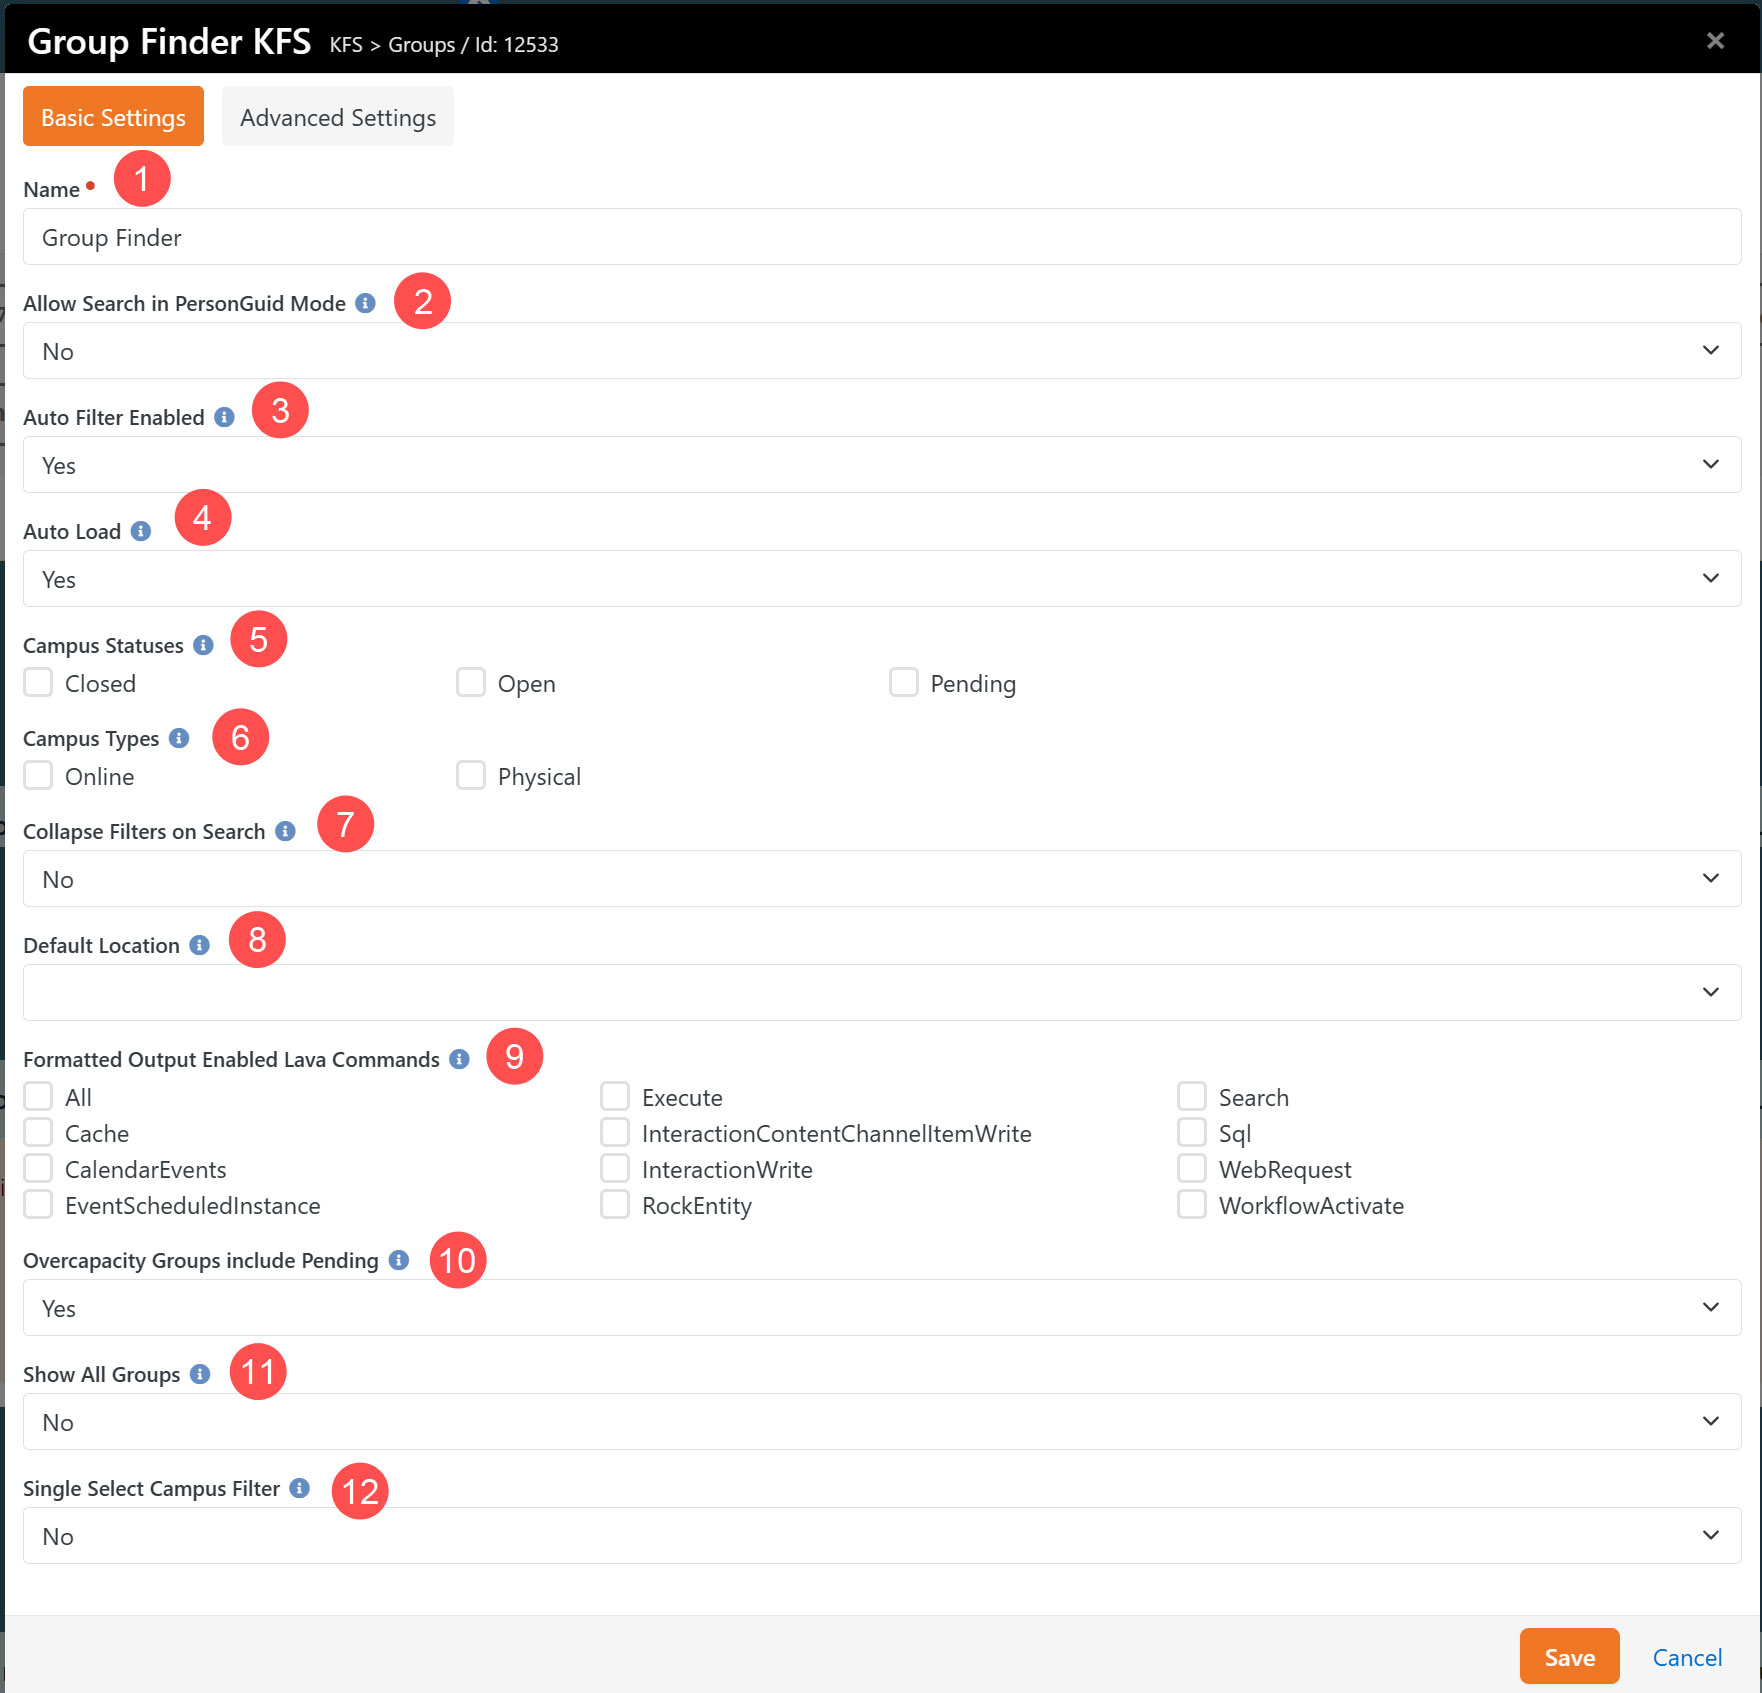 Group Finder KFS KFS > Groups / Id: 12533
Basic Settings Advanced Settings
Name 1
Group Finder
Allow Search in PersonGuid Mode 2
No
Auto Filter Enabled 3
Yes
Auto Load 4
Yes
Campus Statuses 5
Closed Open Pending
Campus Types 6
Online Physical
Collapse Filters on Search 7
No
Default Location 8
Formatted Output Enabled Lava Commands 9
All Execute Search
Cache InteractionContentChannelItemWrite Sql
CalendarEvents InteractionWrite WebRequest
EventScheduledInstance RockEntity WorkflowActivate
Overcapacity Groups include Pending 10
Yes
Show All Groups 11
No
Single Select Campus Filter 12
No
Save Cancel